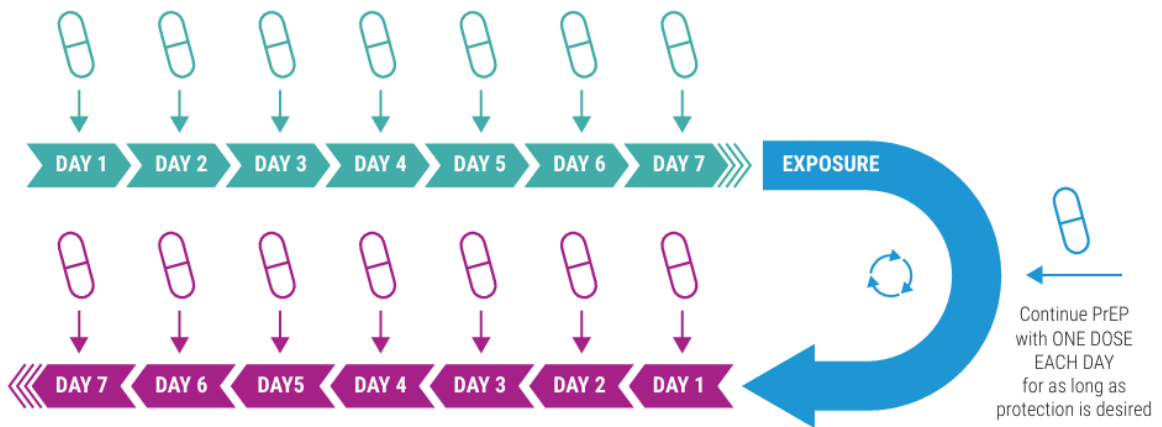 DAY 1 DAY 2 DAY 3 DAY 4 DAY 5 DAY 6 DAY 7 EXPOSURE
Continue PrEP
with ONE DOSE
EACH DAY
for as long as
protection is desired
DAY 7 DAY 6 DAY5 DAY 4 DAY 3 DAY 2 DAY 1